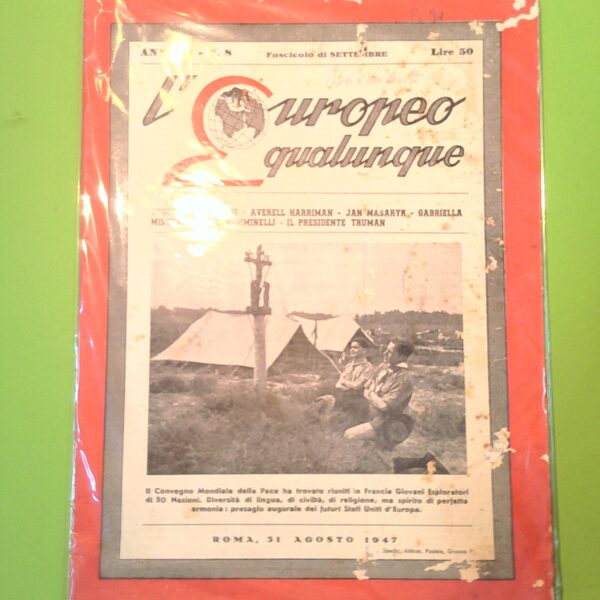 Fascicolo di SETTEMBRE Lire 50
l'Europeo
qualunque
- AVERELL HARRIMAN - JAN MASARYK - GABRIELLA
- IL PRESIDENTE TRUMAN
Il Convegno Mondiale della Pace ha trovato riuniti in Francia Giovani Esploratori
di 50 Nazioni. Diversità di lingua, di civiltà, di religione, ma spirito di perfetta
armonia: presagio augurale dei futuri Stati Uniti d'Europa.
ROMA, 31 AGOSTO 1947
Postale,